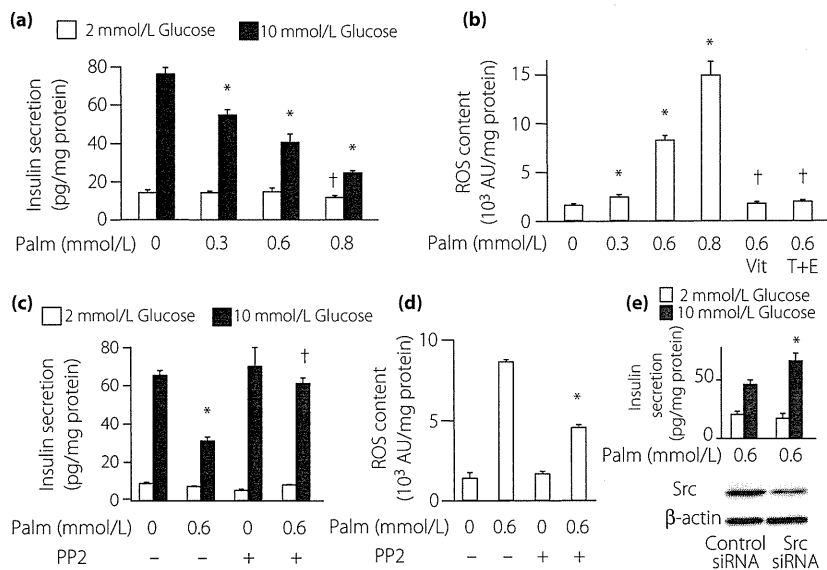 (a)
2 mmol/L Glucose 10 mmol/L Glucose
Insulin secretion
(pg/mg protein)
80
60
40
20
0
*
*
†
*
Palm (mmol/L) 0 0.3 0.6 0.8
(b)
ROS content
(10³ AU/mg protein)
15
10
5
0
*
*
*
†
†
Palm (mmol/L) 0 0.3 0.6 0.8 0.6 0.6
Vit T+E
(c)
2 mmol/L Glucose 10 mmol/L Glucose
Insulin secretion
(pg/mg protein)
80
60
40
20
0
*
†
Palm (mmol/L) 0 0.6 0 0.6
PP2 – – + +
(d)
ROS content
(10³ AU/mg protein)
10
5
0
*
Palm (mmol/L) 0 0.6 0 0.6
PP2 – – + +
(e)
2 mmol/L Glucose
10 mmol/L Glucose
Insulin
secretion
(pg/mg protein)
50
0
*
Palm (mmol/L)
0.6 0.6
Src
β-actin
Control Src
siRNA siRNA